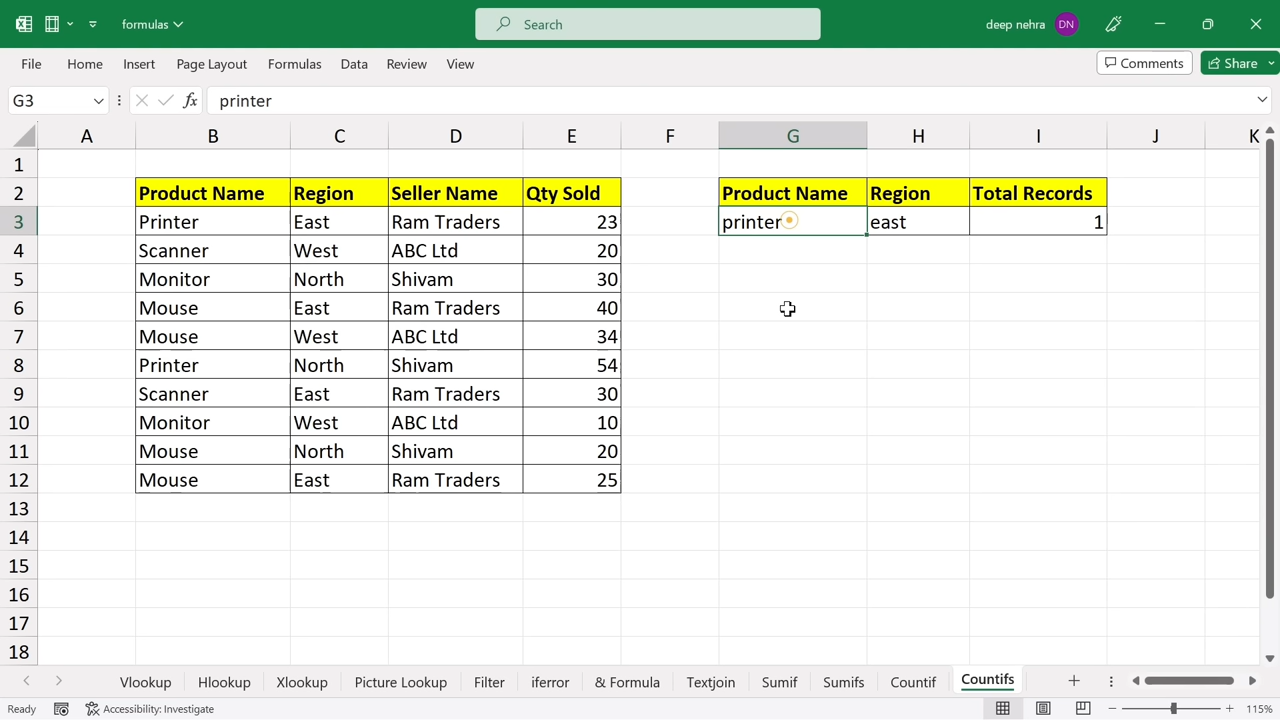 formulas
Search
deep nehra DN
File Home Insert Page Layout Formulas Data Review View Comments Share
G3 fx printer
A B C D E F G H I J K
1
2 Product Name Region Seller Name Qty Sold Product Name Region Total Records
3 Printer East Ram Traders 23 printer east 1
4 Scanner West ABC Ltd 20
5 Monitor North Shivam 30
6 Mouse East Ram Traders 40
7 Mouse West ABC Ltd 34
8 Printer North Shivam 54
9 Scanner East Ram Traders 30
10 Monitor West ABC Ltd 10
11 Mouse North Shivam 20
12 Mouse East Ram Traders 25
13
14
15
16
17
18
Vlookup Hlookup Xlookup Picture Lookup Filter iferror & Formula Textjoin Sumif Sumifs Countif Countifs
Ready Accessibility: Investigate 115%